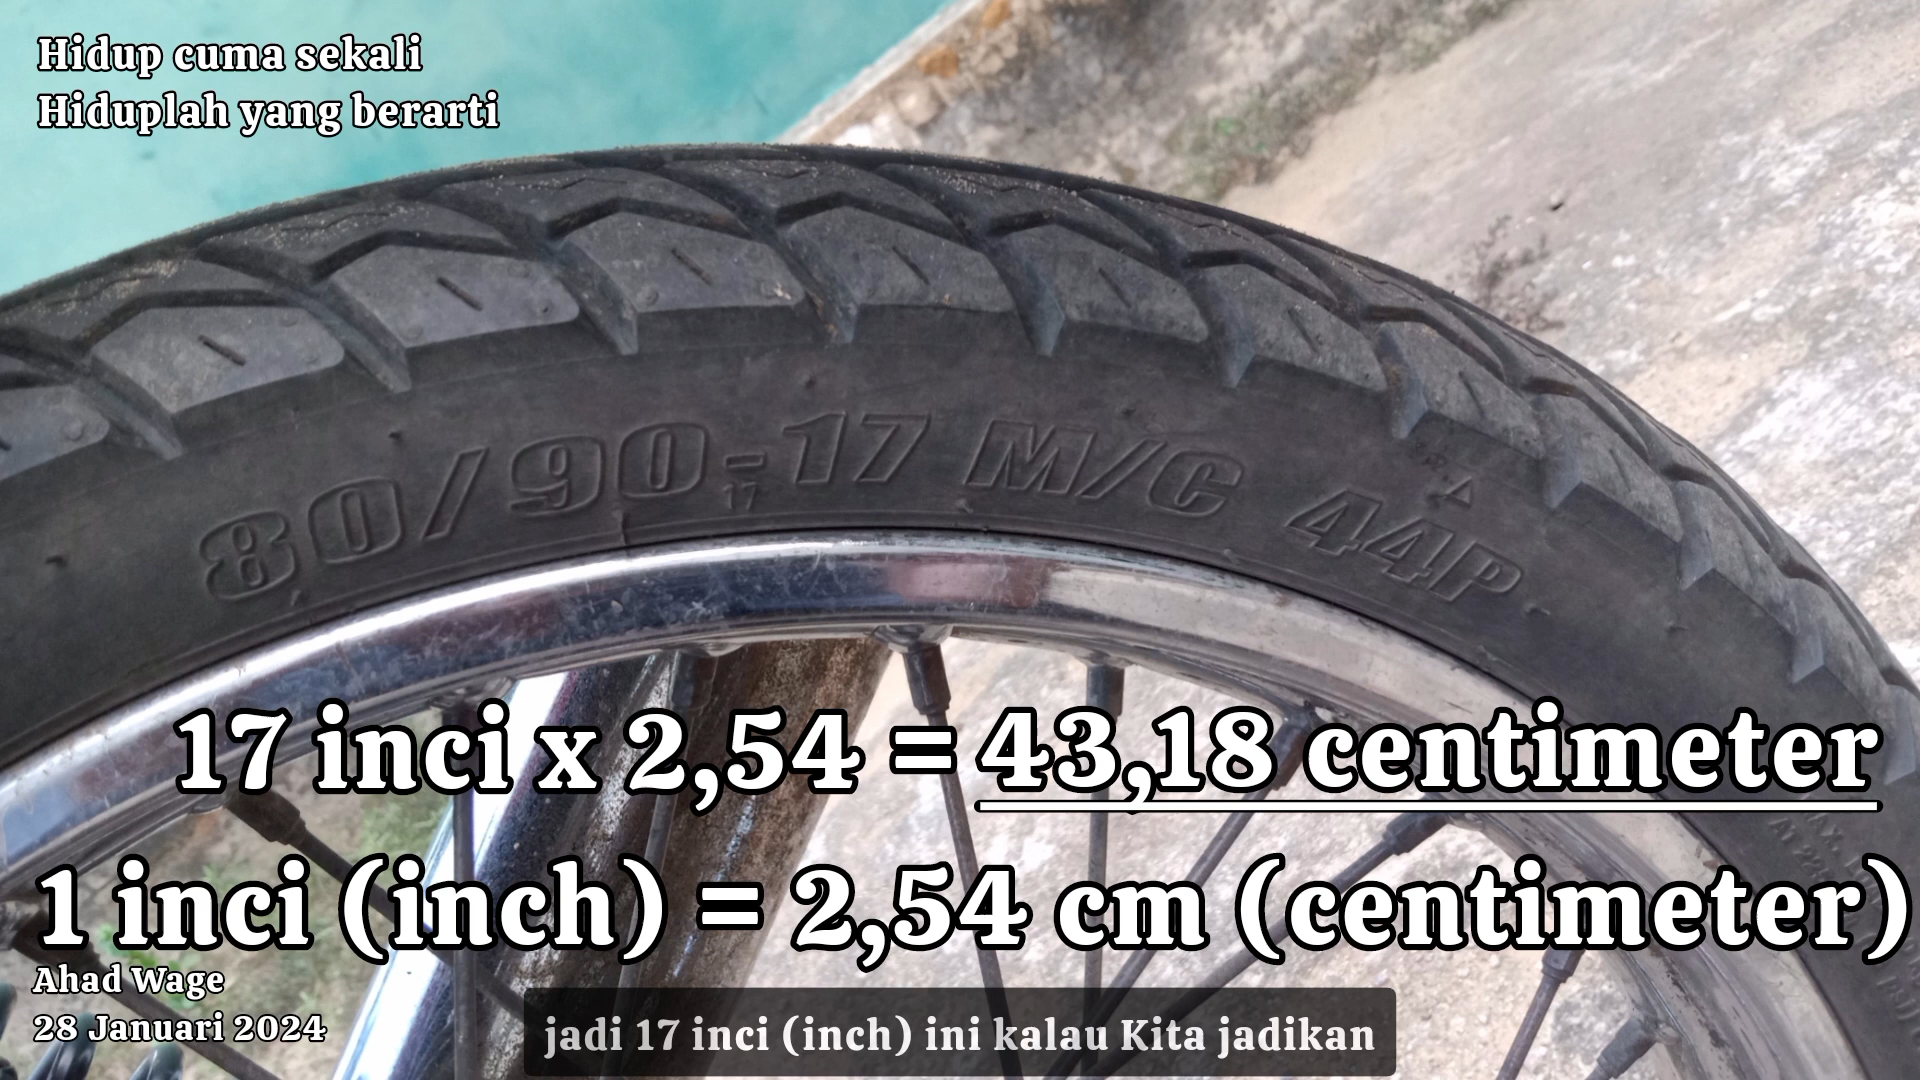 Hidup cuma sekali
Hiduplah yang berarti
80/90-17 M/C 44P
17
17 inci x 2,54 = 43,18 centimeter
1 inci (inch) = 2,54 cm (centimeter)
Ahad Wage
28 Januari 2024
jadi 17 inci (inch) ini kalau Kita jadikan